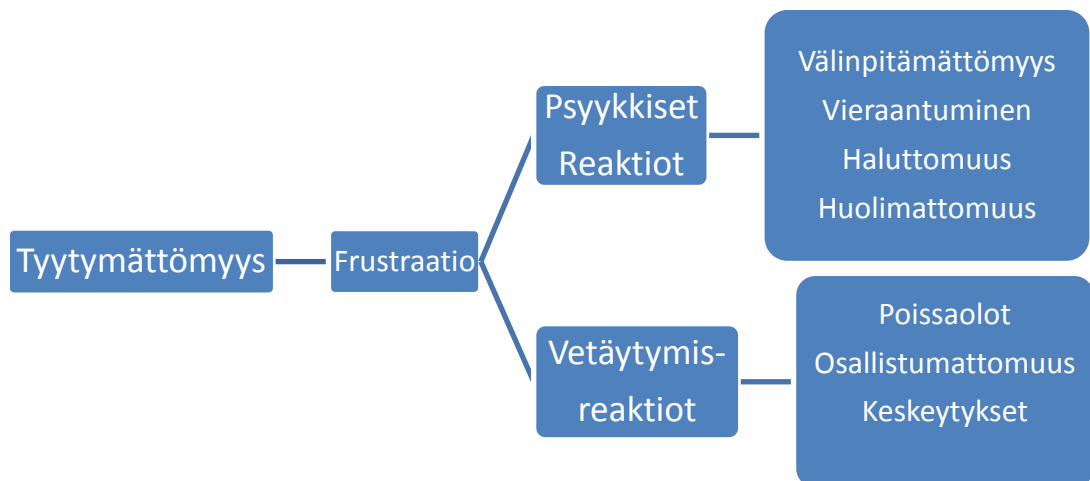 Tyytymättömyys
Frustraatio
Psyykkiset
Reaktiot
Välinpitämättömyys
Vieraantuminen
Haluttomuus
Huolimattomuus
Vetäytymis-
reaktiot
Poissaolot
Osallistumattomuus
Keskeytykset